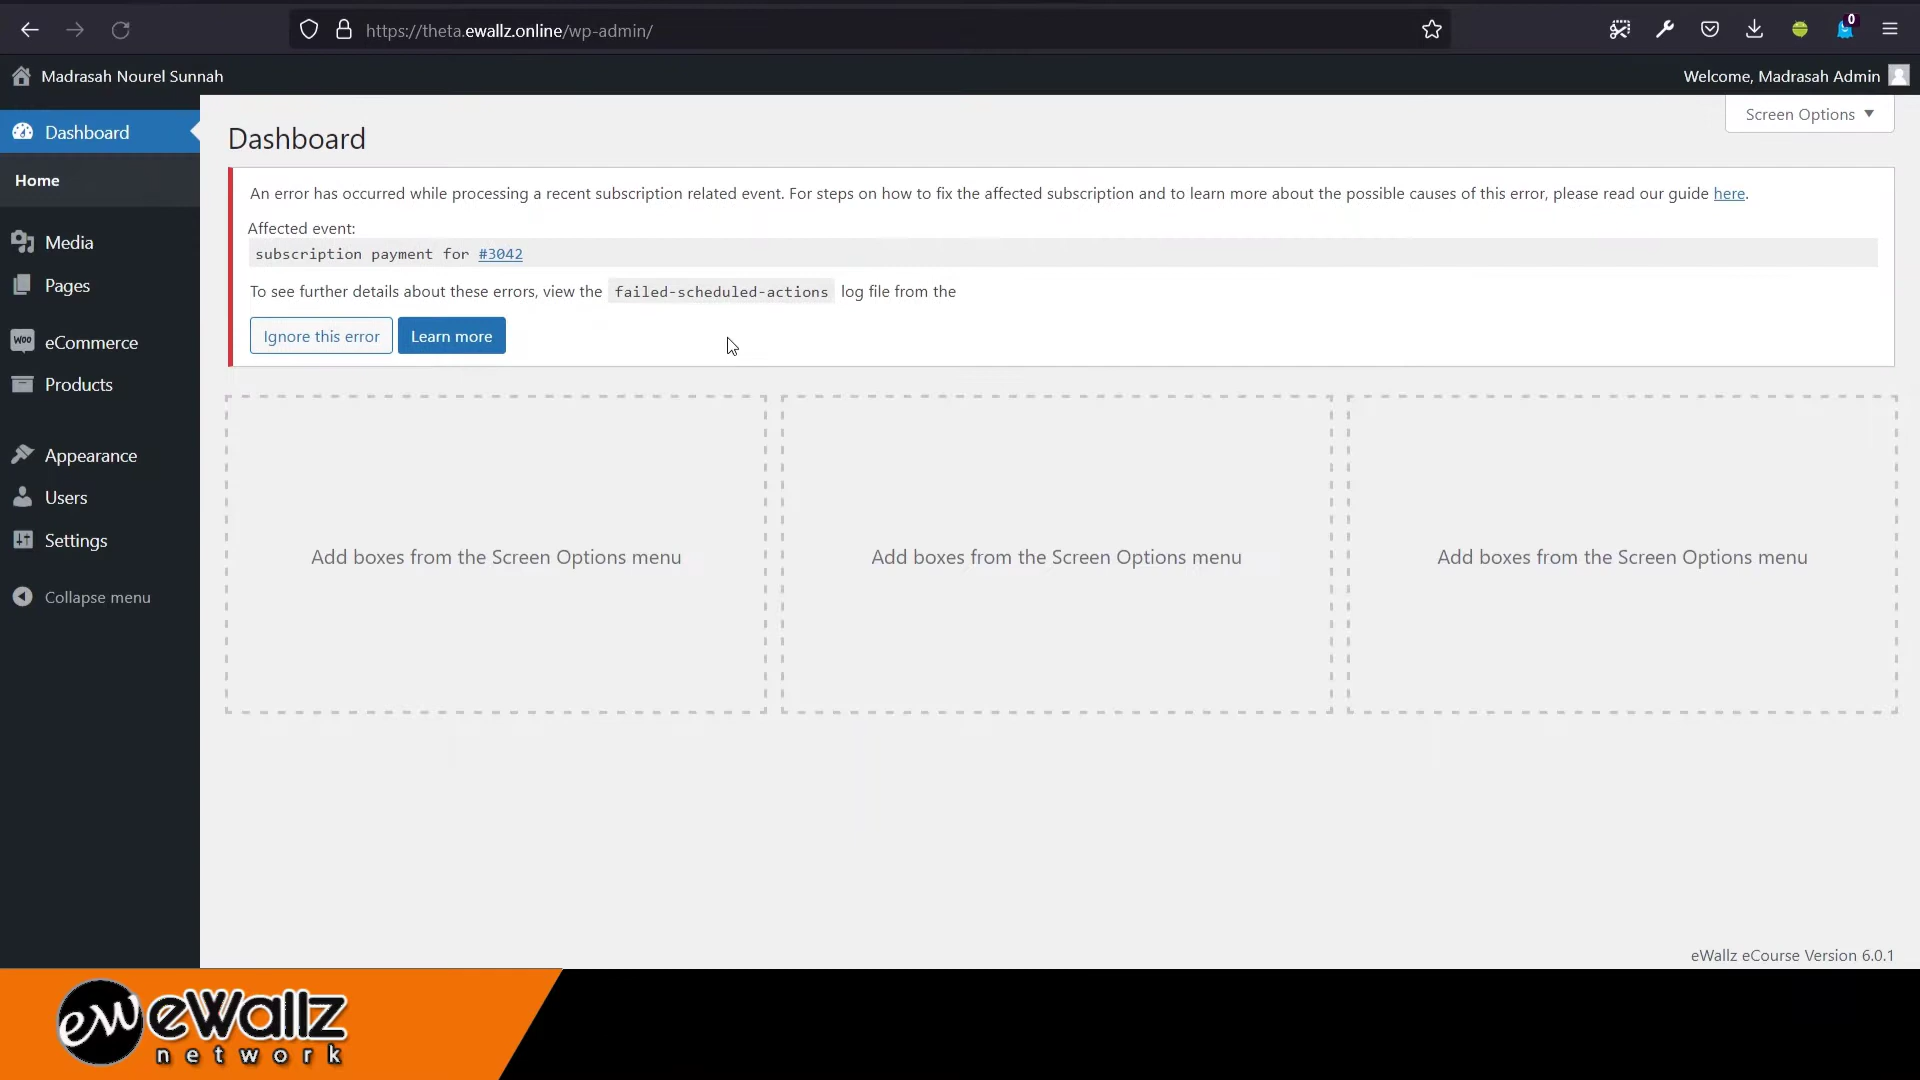 https://theta.ewallz.online/wp-admin/
0
Madrasah Nourel Sunnah
Welcome, Madrasah Admin
Dashboard
Home
Media
Pages
WOO
eCommerce
Products
Appearance
Users
Settings
Collapse menu
Screen Options
Dashboard
An error has occurred while processing a recent subscription related event. For steps on how to fix the affected subscription and to learn more about the possible causes of this error, please read our guide here.
Affected event:
subscription payment for #3042
To see further details about these errors, view the failed-scheduled-actions log file from the
Ignore this error
Learn more
Add boxes from the Screen Options menu
Add boxes from the Screen Options menu
Add boxes from the Screen Options menu
eWallz eCourse Version 6.0.1
ew eWallz
network